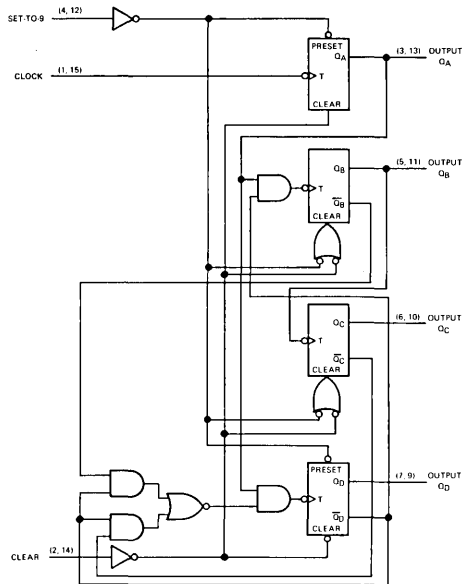 SET-TO-9 (4, 12)
PRESET
QA
(3, 13) OUTPUT
QA
CLOCK (1, 15)
T
CLEAR
QB
(5, 11) OUTPUT
QB
T
Q̅B
CLEAR
QC
(6, 10) OUTPUT
QC
T
Q̅C
CLEAR
PRESET
QD
(7, 9) OUTPUT
QD
T
Q̅D
CLEAR
CLEAR (2, 14)